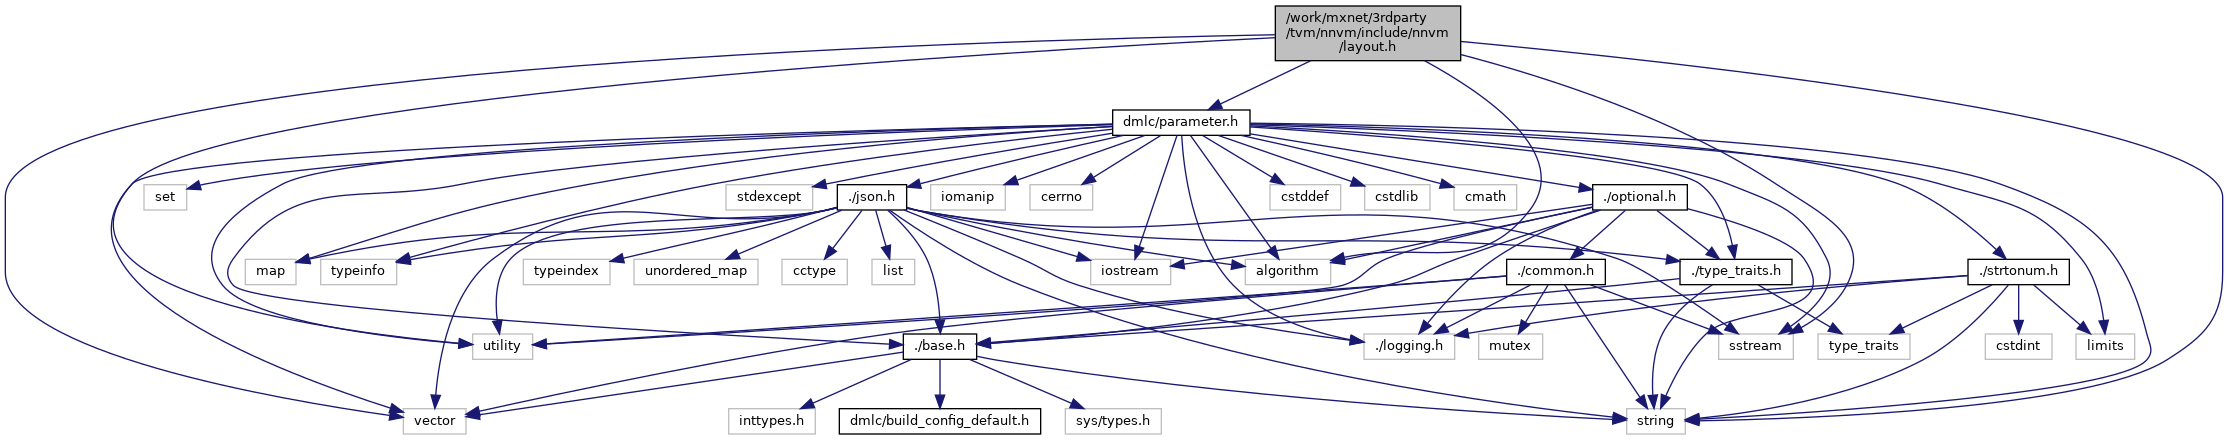 /work/mxnet/3rdparty
/tvm/nnvm/include/nnvm
/layout.h
dmlc/parameter.h
set
stdexcept
./json.h
iomanip
cerrno
cstddef
cstdlib
cmath
./optional.h
map
typeinfo
typeindex
unordered_map
cctype
list
iostream
algorithm
./common.h
./type_traits.h
./strtonum.h
utility
./base.h
./logging.h
mutex
sstream
type_traits
cstdint
limits
vector
inttypes.h
dmlc/build_config_default.h
sys/types.h
string